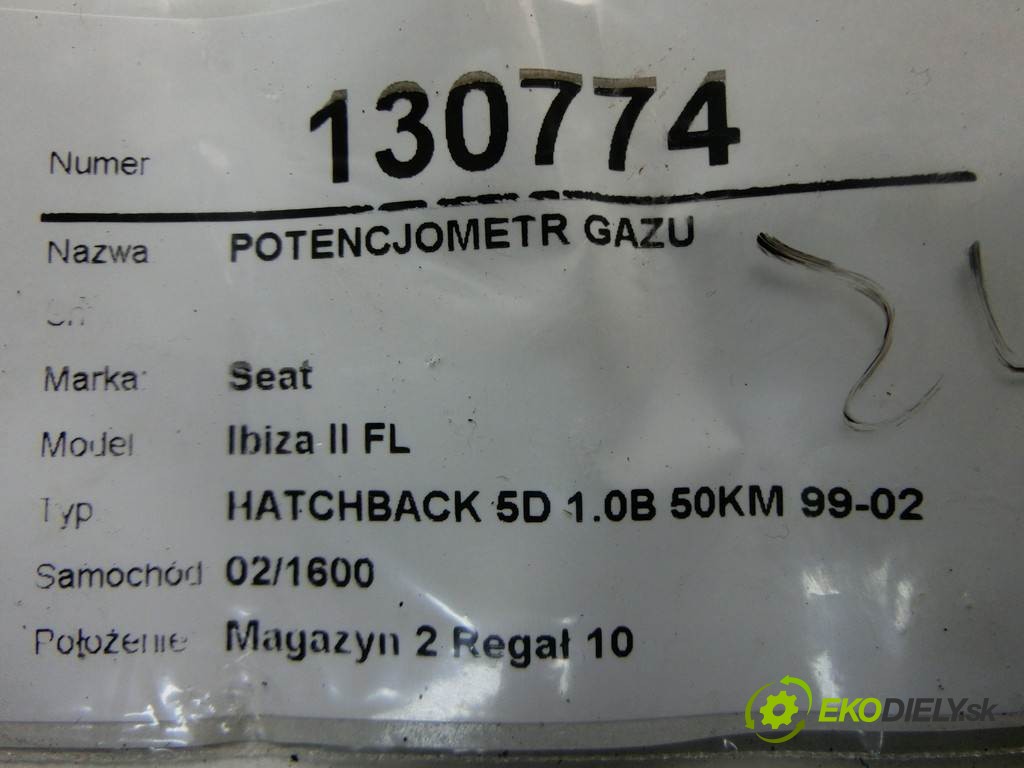 Numer 130774
Nazwa POTENCJOMETR GAZU
Marka Seat
Model Ibiza II FL
Typ HATCHBACK 5D 1.0B 50KM 99-02
Samochód 02/1600
Położenie Magazyn 2 Regał 10
EKODIELY.sk